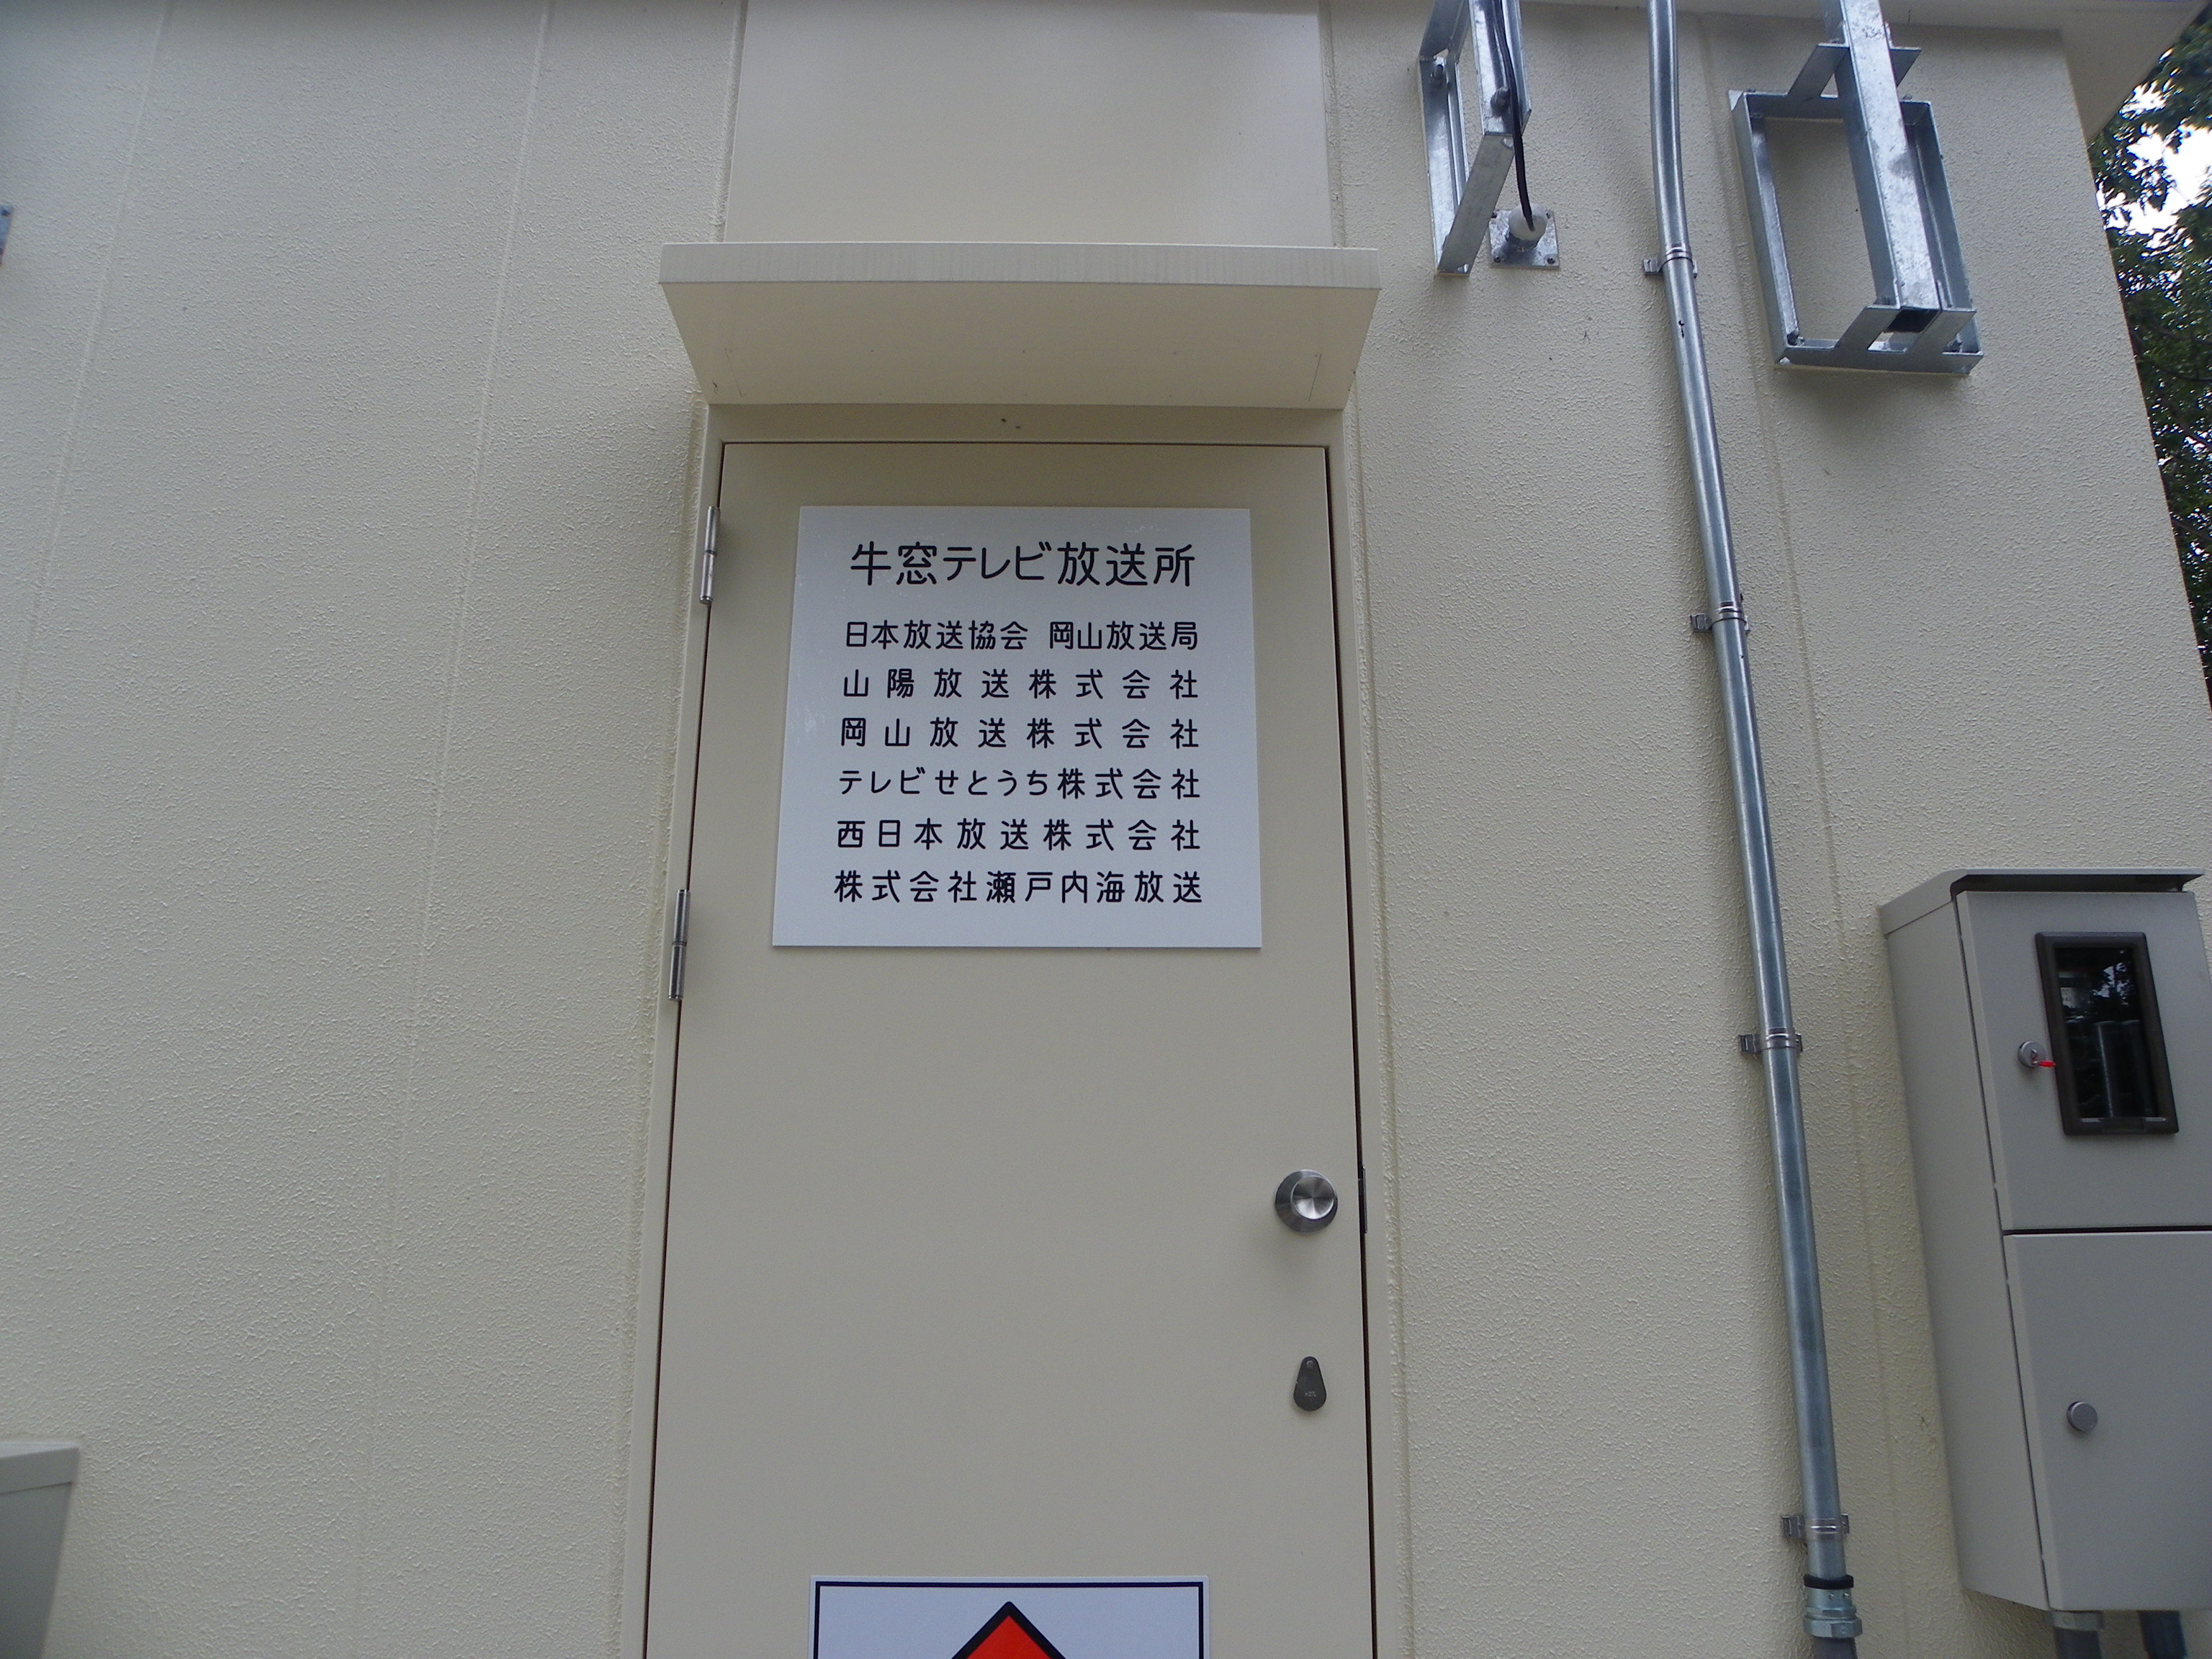 牛窓テレビ放送所
日本放送協会 岡山放送局
山陽放送株式会社
岡山放送株式会社
テレビせとうち株式会社
西日本放送株式会社
株式会社瀬戸内海放送